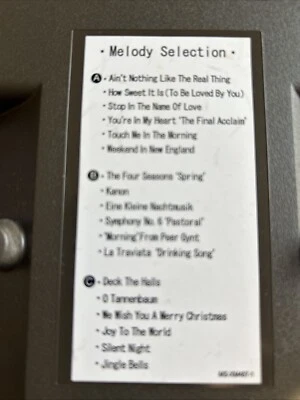 • Melody Selection •
A • Ain't Nothing Like The Real Thing
• How Sweet It Is (To Be Loved By You)
• Stop In The Name Of Love
• You're In My Heart 'The Final Acclaim'
• Touch Me In The Morning
• Weekend In New England
B • The Four Seasons 'Spring'
• Kanon
• Eine Kleine Nachtmusik
• Symphony No. 6 'Pastoral'
• 'Morning' From Peer Gynt
• La Traviata 'Drinking Song'
C • Deck The Halls
• O Tannenbaum
• We Wish You A Merry Christmas
• Joy To The World
• Silent Night
• Jingle Bells